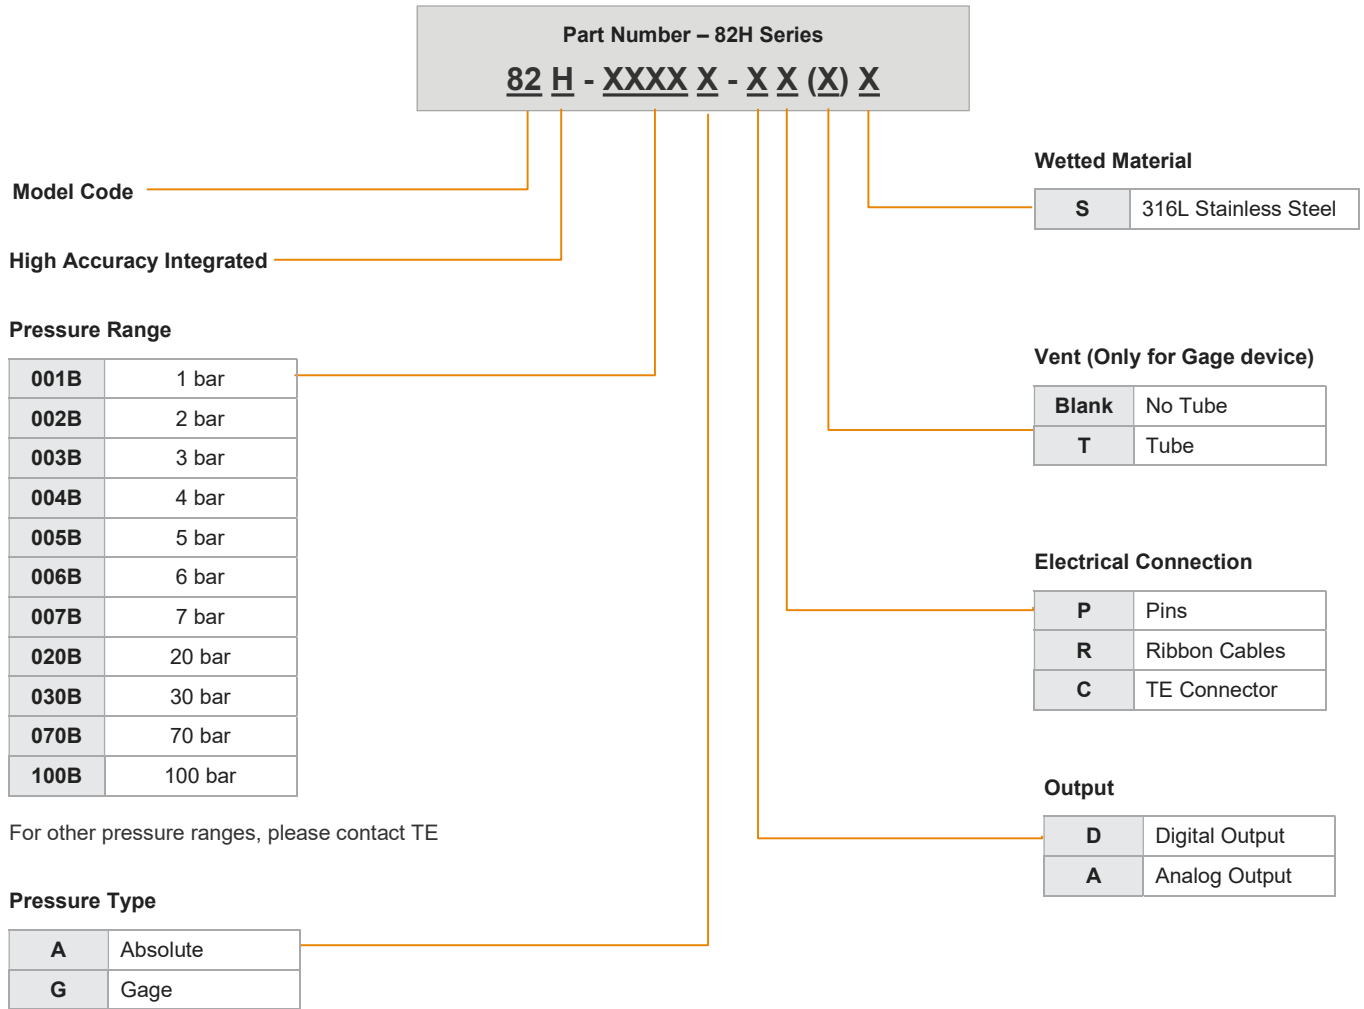 Part Number – 82H Series
82 H - XXXX X - X X (X) X
Model Code
High Accuracy Integrated
Pressure Range
001B 1 bar
002B 2 bar
003B 3 bar
004B 4 bar
005B 5 bar
006B 6 bar
007B 7 bar
020B 20 bar
030B 30 bar
070B 70 bar
100B 100 bar
For other pressure ranges, please contact TE
Pressure Type
A Absolute
G Gage
Wetted Material
S 316L Stainless Steel
Vent (Only for Gage device)
Blank No Tube
T Tube
Electrical Connection
P Pins
R Ribbon Cables
C TE Connector
Output
D Digital Output
A Analog Output